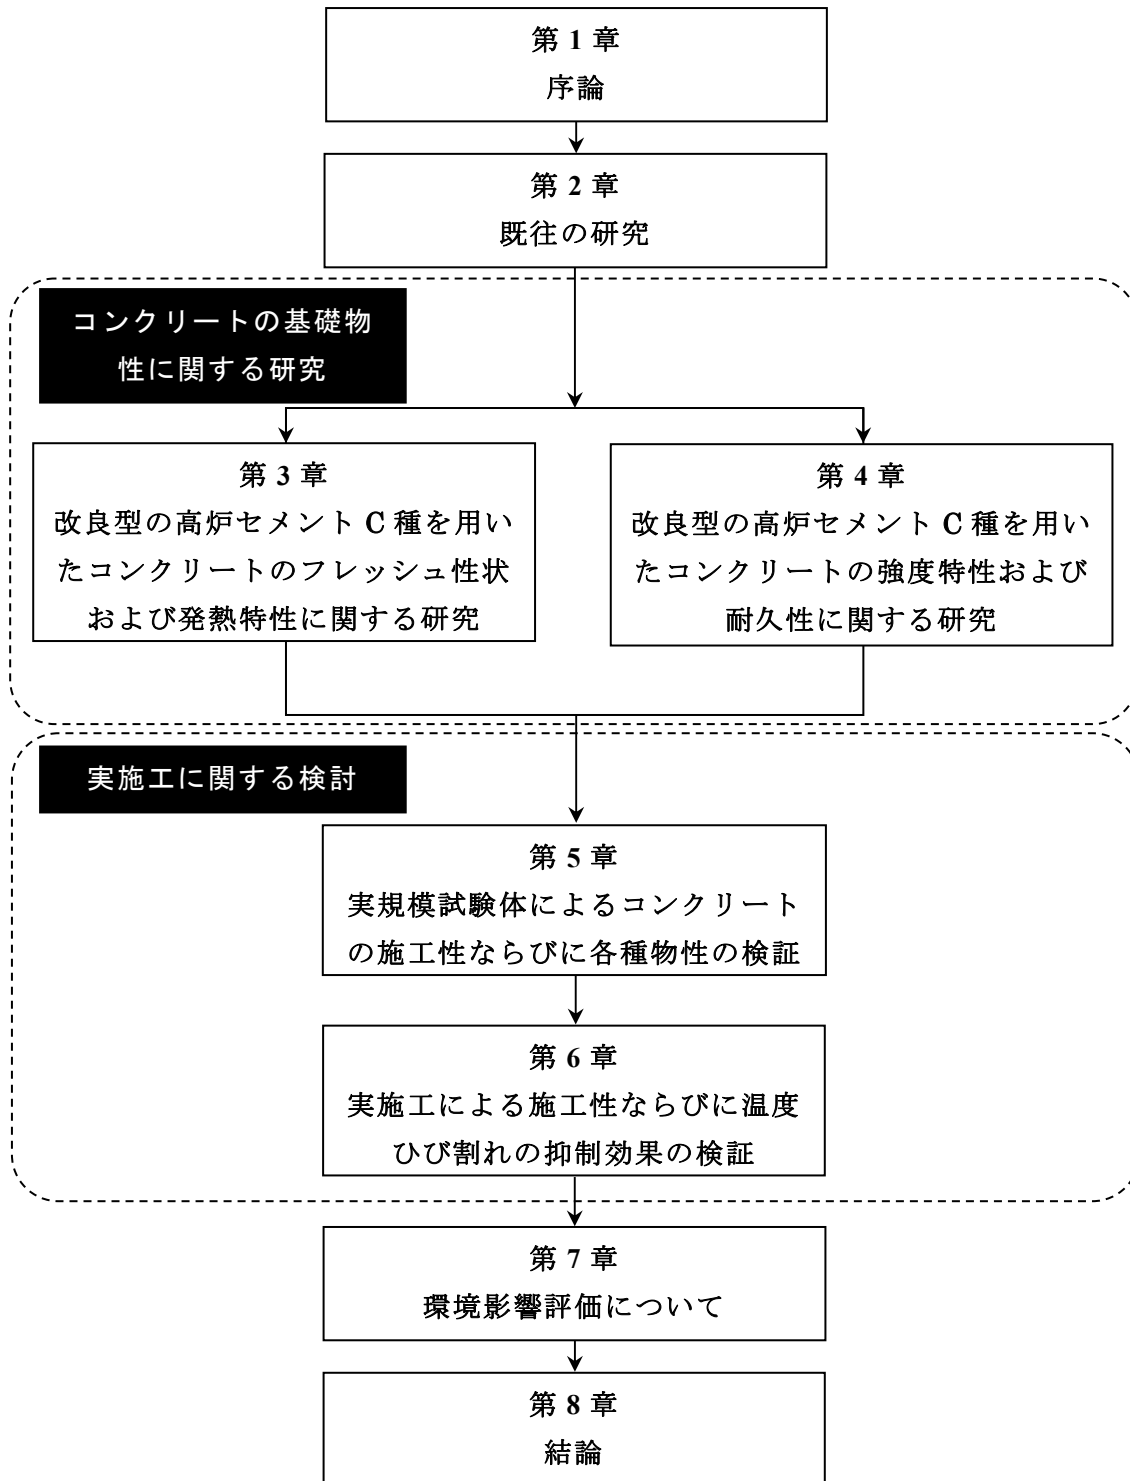 第 1 章
序論
第 2 章
既往の研究
コンクリートの基礎物
性に関する研究
第 3 章
改良型の高炉セメント C 種を用い
たコンクリートのフレッシュ性状
および発熱特性に関する研究
第 4 章
改良型の高炉セメント C 種を用い
たコンクリートの強度特性および
耐久性に関する研究
実施工に関する検討
第 5 章
実規模試験体によるコンクリート
の施工性ならびに各種物性の検証
第 6 章
実施工による施工性ならびに温度
ひび割れの抑制効果の検証
第 7 章
環境影響評価について
第 8 章
結論